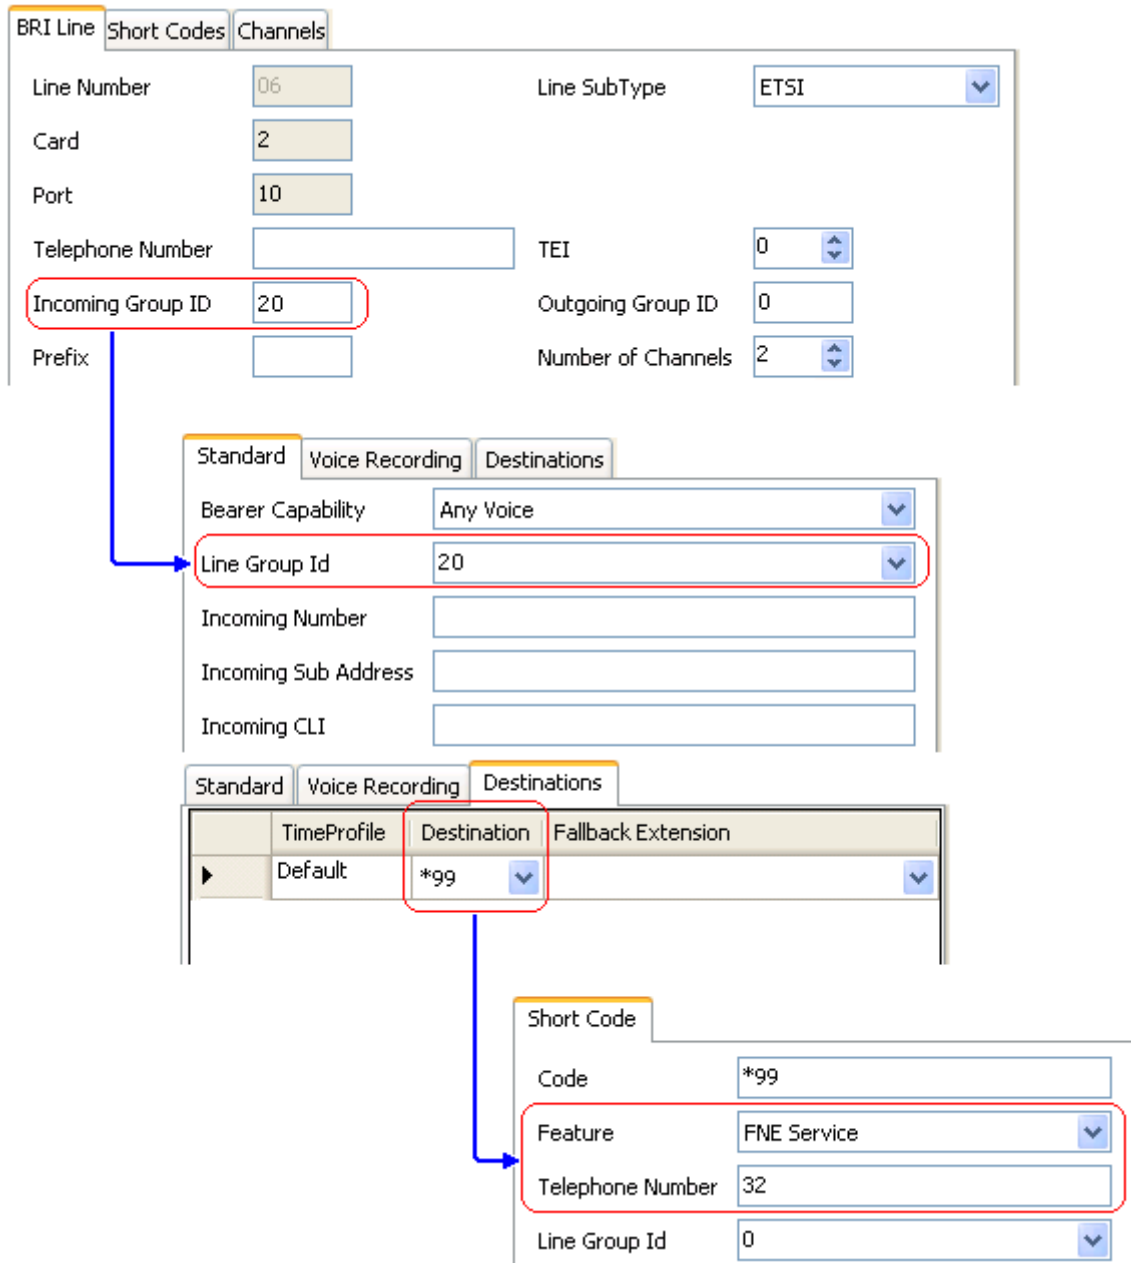 BRI Line Short Codes Channels
Line Number 06 Line SubType ETSI
Card 2
Port 10
Telephone Number TEI 0
Incoming Group ID 20 Outgoing Group ID 0
Prefix Number of Channels 2
Standard Voice Recording Destinations
Bearer Capability Any Voice
Line Group Id 20
Incoming Number
Incoming Sub Address
Incoming CLI
Standard Voice Recording Destinations
TimeProfile Destination Fallback Extension
Default *99
Short Code
Code *99
Feature FNE Service
Telephone Number 32
Line Group Id 0